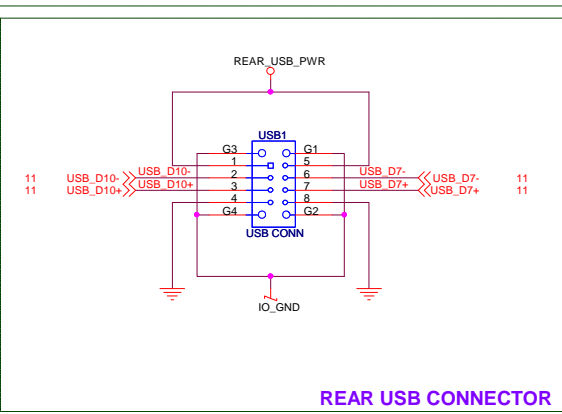 REAR_USB_PWR
USB1
G3 G1
1 5
11 USB_D10- USB_D10- 2 6 USB_D7- USB_D7- 11
11 USB_D10+ USB_D10+ 3 7 USB_D7+ USB_D7+ 11
4 8
G4 G2
USB CONN
IO_GND
REAR USB CONNECTOR